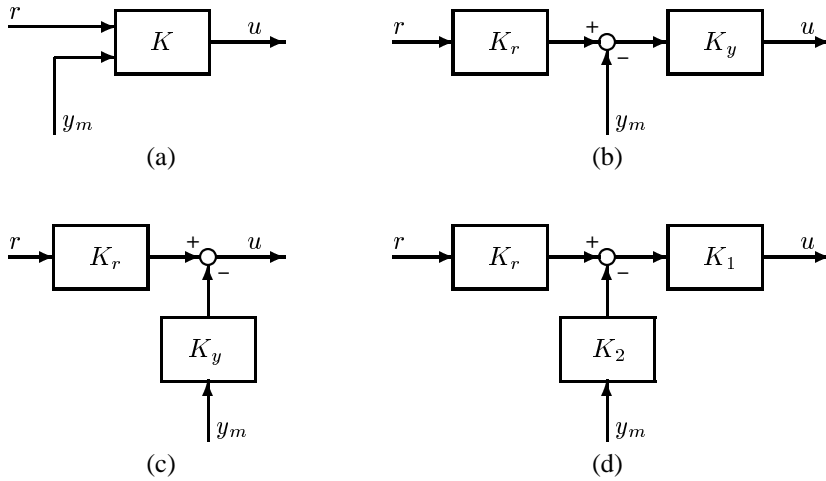 r
K
u
y_m
(a)
r
K_r
+
−
K_y
u
y_m
(b)
r
K_r
+
−
u
K_y
y_m
(c)
r
K_r
+
−
K_1
u
K_2
y_m
(d)